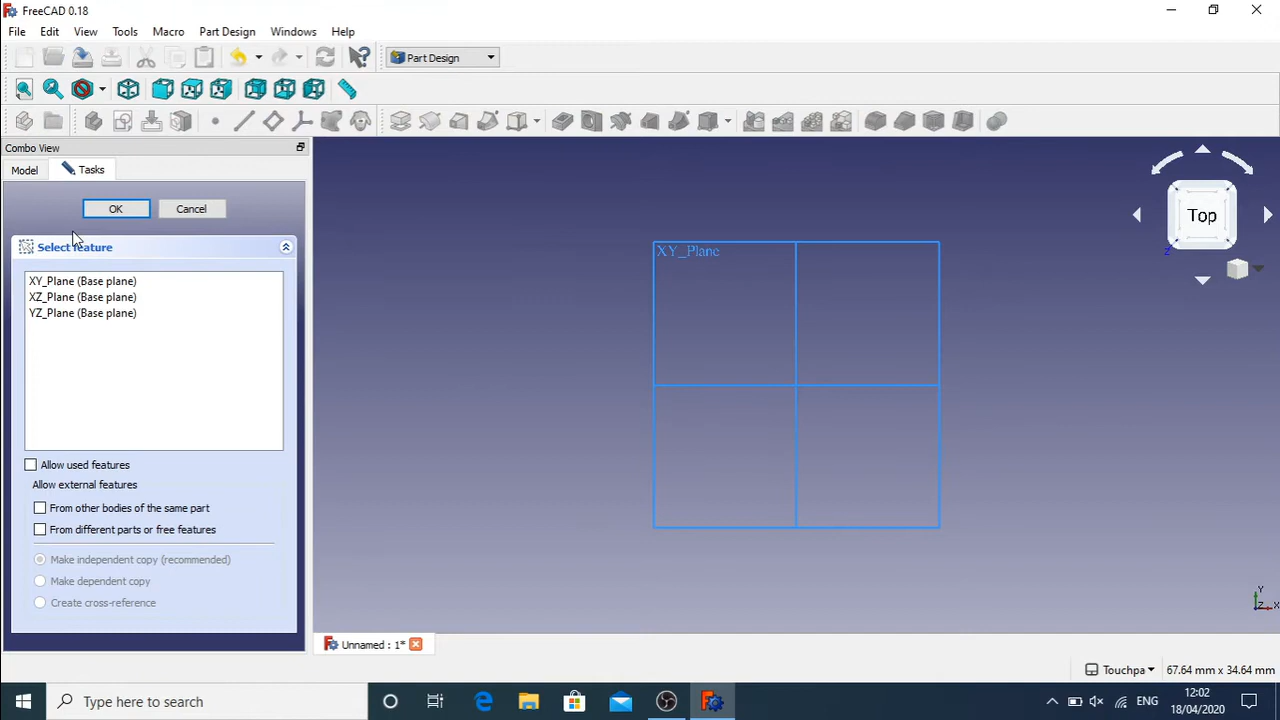 FreeCAD 0.18
File Edit View Tools Macro Part Design Windows Help
Part Design
Combo View
Model Tasks
OK Cancel
Select feature
XY_Plane (Base plane)
XZ_Plane (Base plane)
YZ_Plane (Base plane)
Allow used features
Allow external features
From other bodies of the same part
From different parts or free features
Make independent copy (recommended)
Make dependent copy
Create cross-reference
XY_Plane
Top
Z
Y
Z X
Unnamed : 1*
Touchpa 67.64 mm x 34.64 mm
Type here to search
ENG
12:02
18/04/2020